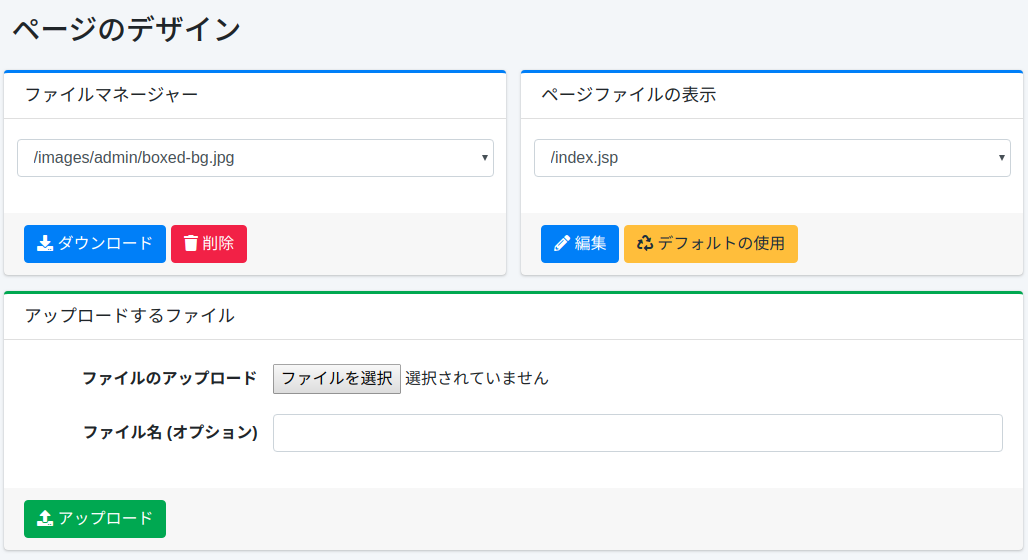 ページのデザイン
ファイルマネージャー
/images/admin/boxed-bg.jpg
ダウンロード 削除
ページファイルの表示
/index.jsp
編集 デフォルトの使用
アップロードするファイル
ファイルのアップロード ファイルを選択 選択されていません
ファイル名 (オプション)
アップロード